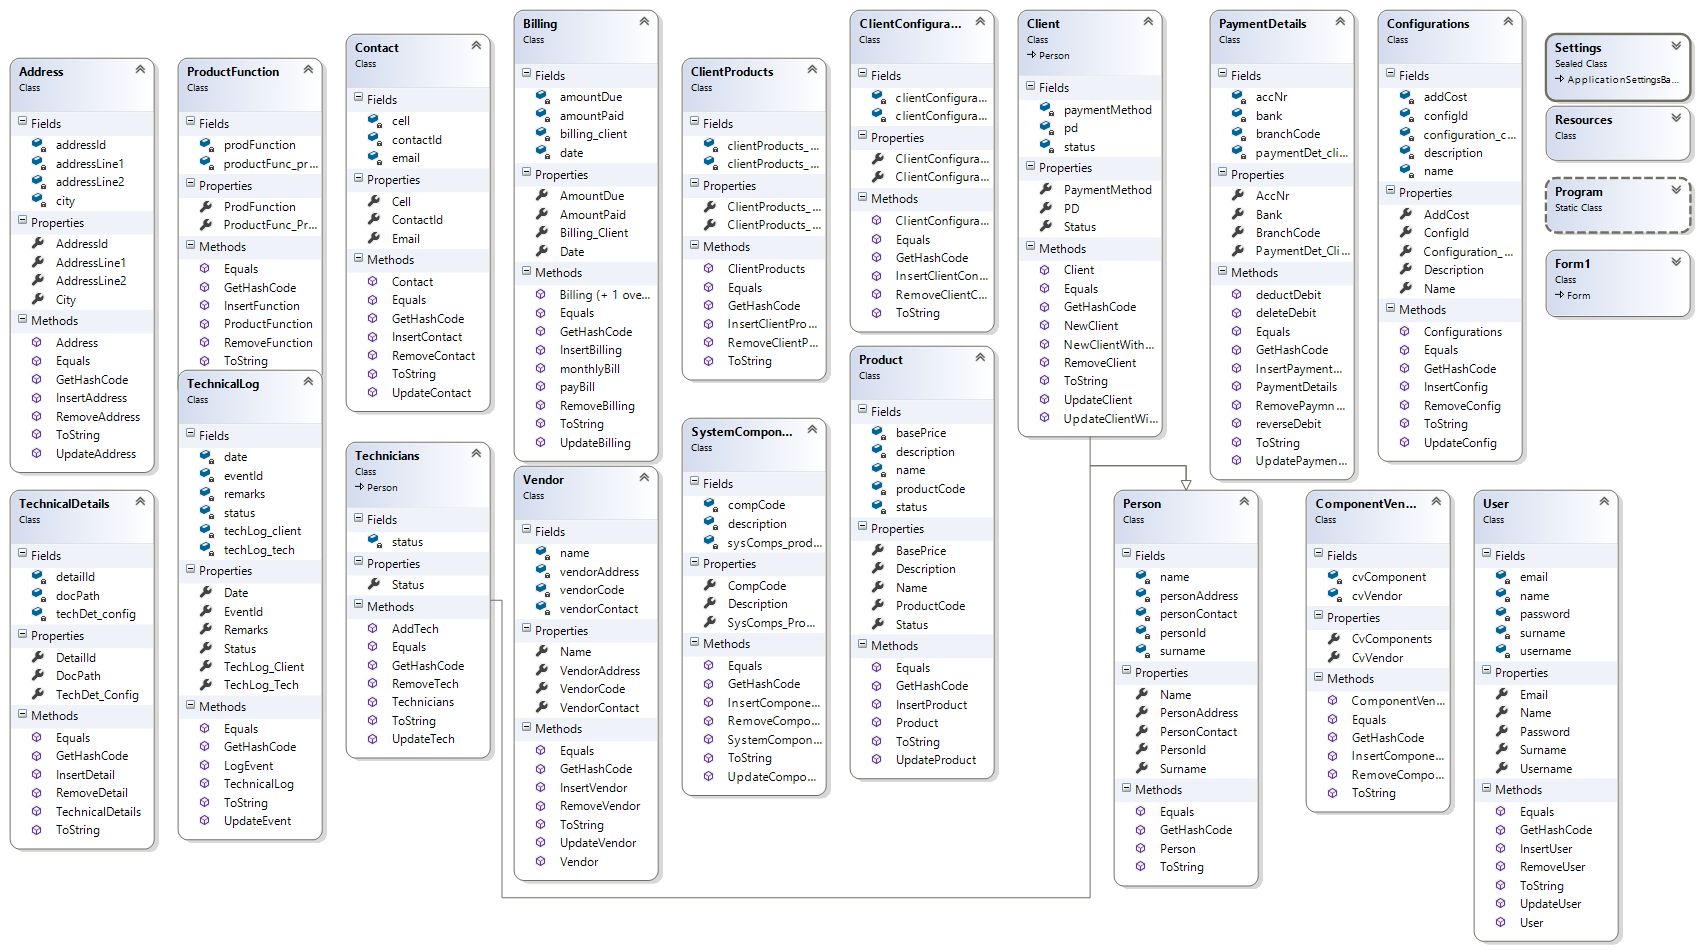 Address
Class
Fields
addressId
addressLine1
addressLine2
city
Properties
AddressId
AddressLine1
AddressLine2
City
Methods
Address
Equals
GetHashCode
InsertAddress
RemoveAddress
ToString
UpdateAddress
TechnicalDetails
Class
Fields
detailId
docPath
techDet_config
Properties
DetailId
DocPath
TechDet_Config
Methods
Equals
GetHashCode
InsertDetail
RemoveDetail
TechnicalDetails
ToString
ProductFunction
Class
Fields
prodFunction
productFunc_pr...
Properties
ProdFunction
ProductFunc_Pr...
Methods
Equals
GetHashCode
InsertFunction
ProductFunction
RemoveFunction
ToString
TechnicalLog
Class
Fields
date
eventId
remarks
status
techLog_client
techLog_tech
Properties
Date
EventId
Remarks
Status
TechLog_Client
TechLog_Tech
Methods
Equals
GetHashCode
LogEvent
TechnicalLog
ToString
UpdateEvent
Contact
Class
Fields
cell
contactId
email
Properties
Cell
ContactId
Email
Methods
Contact
Equals
GetHashCode
InsertContact
RemoveContact
ToString
UpdateContact
Technicians
Class
Person
Fields
status
Properties
Status
Methods
AddTech
Equals
GetHashCode
RemoveTech
Technicians
ToString
UpdateTech
Billing
Class
Fields
amountDue
amountPaid
billing_client
date
Properties
AmountDue
AmountPaid
Billing_Client
Date
Methods
Billing (+ 1 ove...
Equals
GetHashCode
InsertBilling
monthlyBill
payBill
RemoveBilling
ToString
UpdateBilling
Vendor
Class
Fields
name
vendorAddress
vendorCode
vendorContact
Properties
Name
VendorAddress
VendorCode
VendorContact
Methods
Equals
GetHashCode
InsertVendor
RemoveVendor
ToString
UpdateVendor
Vendor
ClientProducts
Class
Fields
clientProducts_...
clientProducts_...
Properties
ClientProducts_...
ClientProducts_...
Methods
ClientProducts
Equals
GetHashCode
InsertClientPro...
RemoveClientP...
ToString
SystemCompon...
Class
Fields
compCode
description
sysComps_prod...
Properties
CompCode
Description
SysComps_Pro...
Methods
Equals
GetHashCode
InsertCompone...
RemoveCompo...
SystemCompon...
ToString
UpdateCompo...
ClientConfigura...
Class
Fields
clientConfigura...
clientConfigura...
Properties
ClientConfigura...
ClientConfigura...
Methods
ClientConfigura...
Equals
GetHashCode
InsertClientCon...
RemoveClientC...
ToString
Product
Class
Fields
basePrice
description
name
productCode
status
Properties
BasePrice
Description
Name
ProductCode
Status
Methods
Equals
GetHashCode
InsertProduct
Product
ToString
UpdateProduct
Client
Class
Person
Fields
paymentMethod
pd
status
Properties
PaymentMethod
PD
Status
Methods
Client
Equals
GetHashCode
NewClient
NewClientWith...
RemoveClient
ToString
UpdateClient
UpdateClientWi...
Person
Class
Fields
name
personAddress
personContact
personId
surname
Properties
Name
PersonAddress
PersonContact
PersonId
Surname
Methods
Equals
GetHashCode
Person
ToString
PaymentDetails
Class
Fields
accNr
bank
branchCode
paymentDet_cli...
Properties
AccNr
Bank
BranchCode
PaymentDet_Cli...
Methods
deductDebit
deleteDebit
Equals
GetHashCode
InsertPayment...
PaymentDetails
RemovePaymn...
reverseDebit
ToString
UpdatePaymen...
ComponentVen...
Class
Fields
cvComponent
cvVendor
Properties
CvComponents
CvVendor
Methods
ComponentVen...
Equals
GetHashCode
InsertCompone...
RemoveCompo...
ToString
Configurations
Class
Fields
addCost
configId
configuration_c...
description
name
Properties
AddCost
ConfigId
Configuration_...
Description
Name
Methods
Configurations
Equals
GetHashCode
InsertConfig
RemoveConfig
ToString
UpdateConfig
User
Class
Fields
email
name
password
surname
username
Properties
Email
Name
Password
Surname
Username
Methods
Equals
GetHashCode
InsertUser
RemoveUser
ToString
UpdateUser
User
Settings
Sealed Class
ApplicationSettingsBa...
Resources
Class
Program
Static Class
Form1
Class
Form